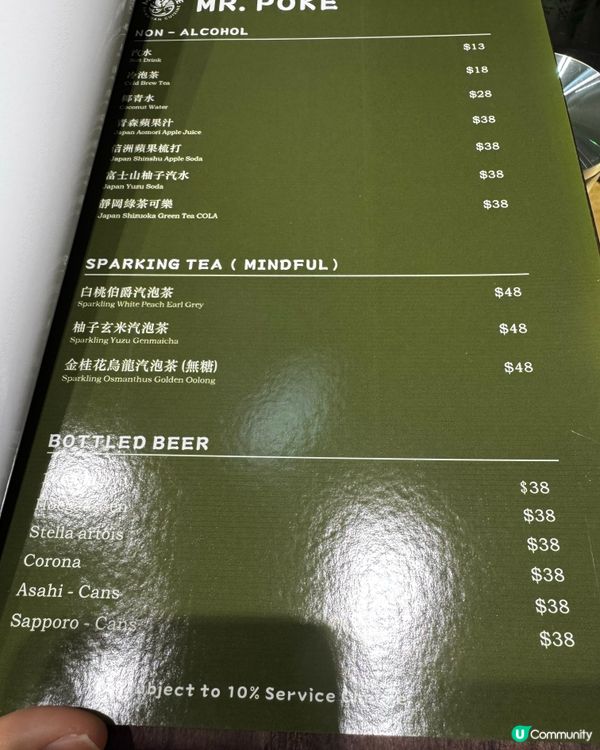 MR. POKE
NON - ALCOHOL
汽水 $13
Soft Drink
冷泡茶 $18
Cold Brew Tea
椰青水 $28
Coconut Water
青森蘋果汁 $38
Japan Aomori Apple Juice
信洲蘋果梳打 $38
Japan Shinshu Apple Soda
富士山柚子汽水 $38
Japan Yuzu Soda
靜岡綠茶可樂 $38
Japan Shizuoka Green Tea COLA
SPARKING TEA ( MINDFUL )
白桃伯爵汽泡茶 $48
Sparkling White Peach Earl Grey
柚子玄米汽泡茶 $48
Sparkling Yuzu Genmaicha
金桂花烏龍汽泡茶 (無糖) $48
Sparkling Osmanthus Golden Oolong
BOTTLED BEER
$38
$38
Stella artois $38
Corona $38
Asahi - Cans $38
Sapporo - Cans $38
Subject to 10% Service
U Community